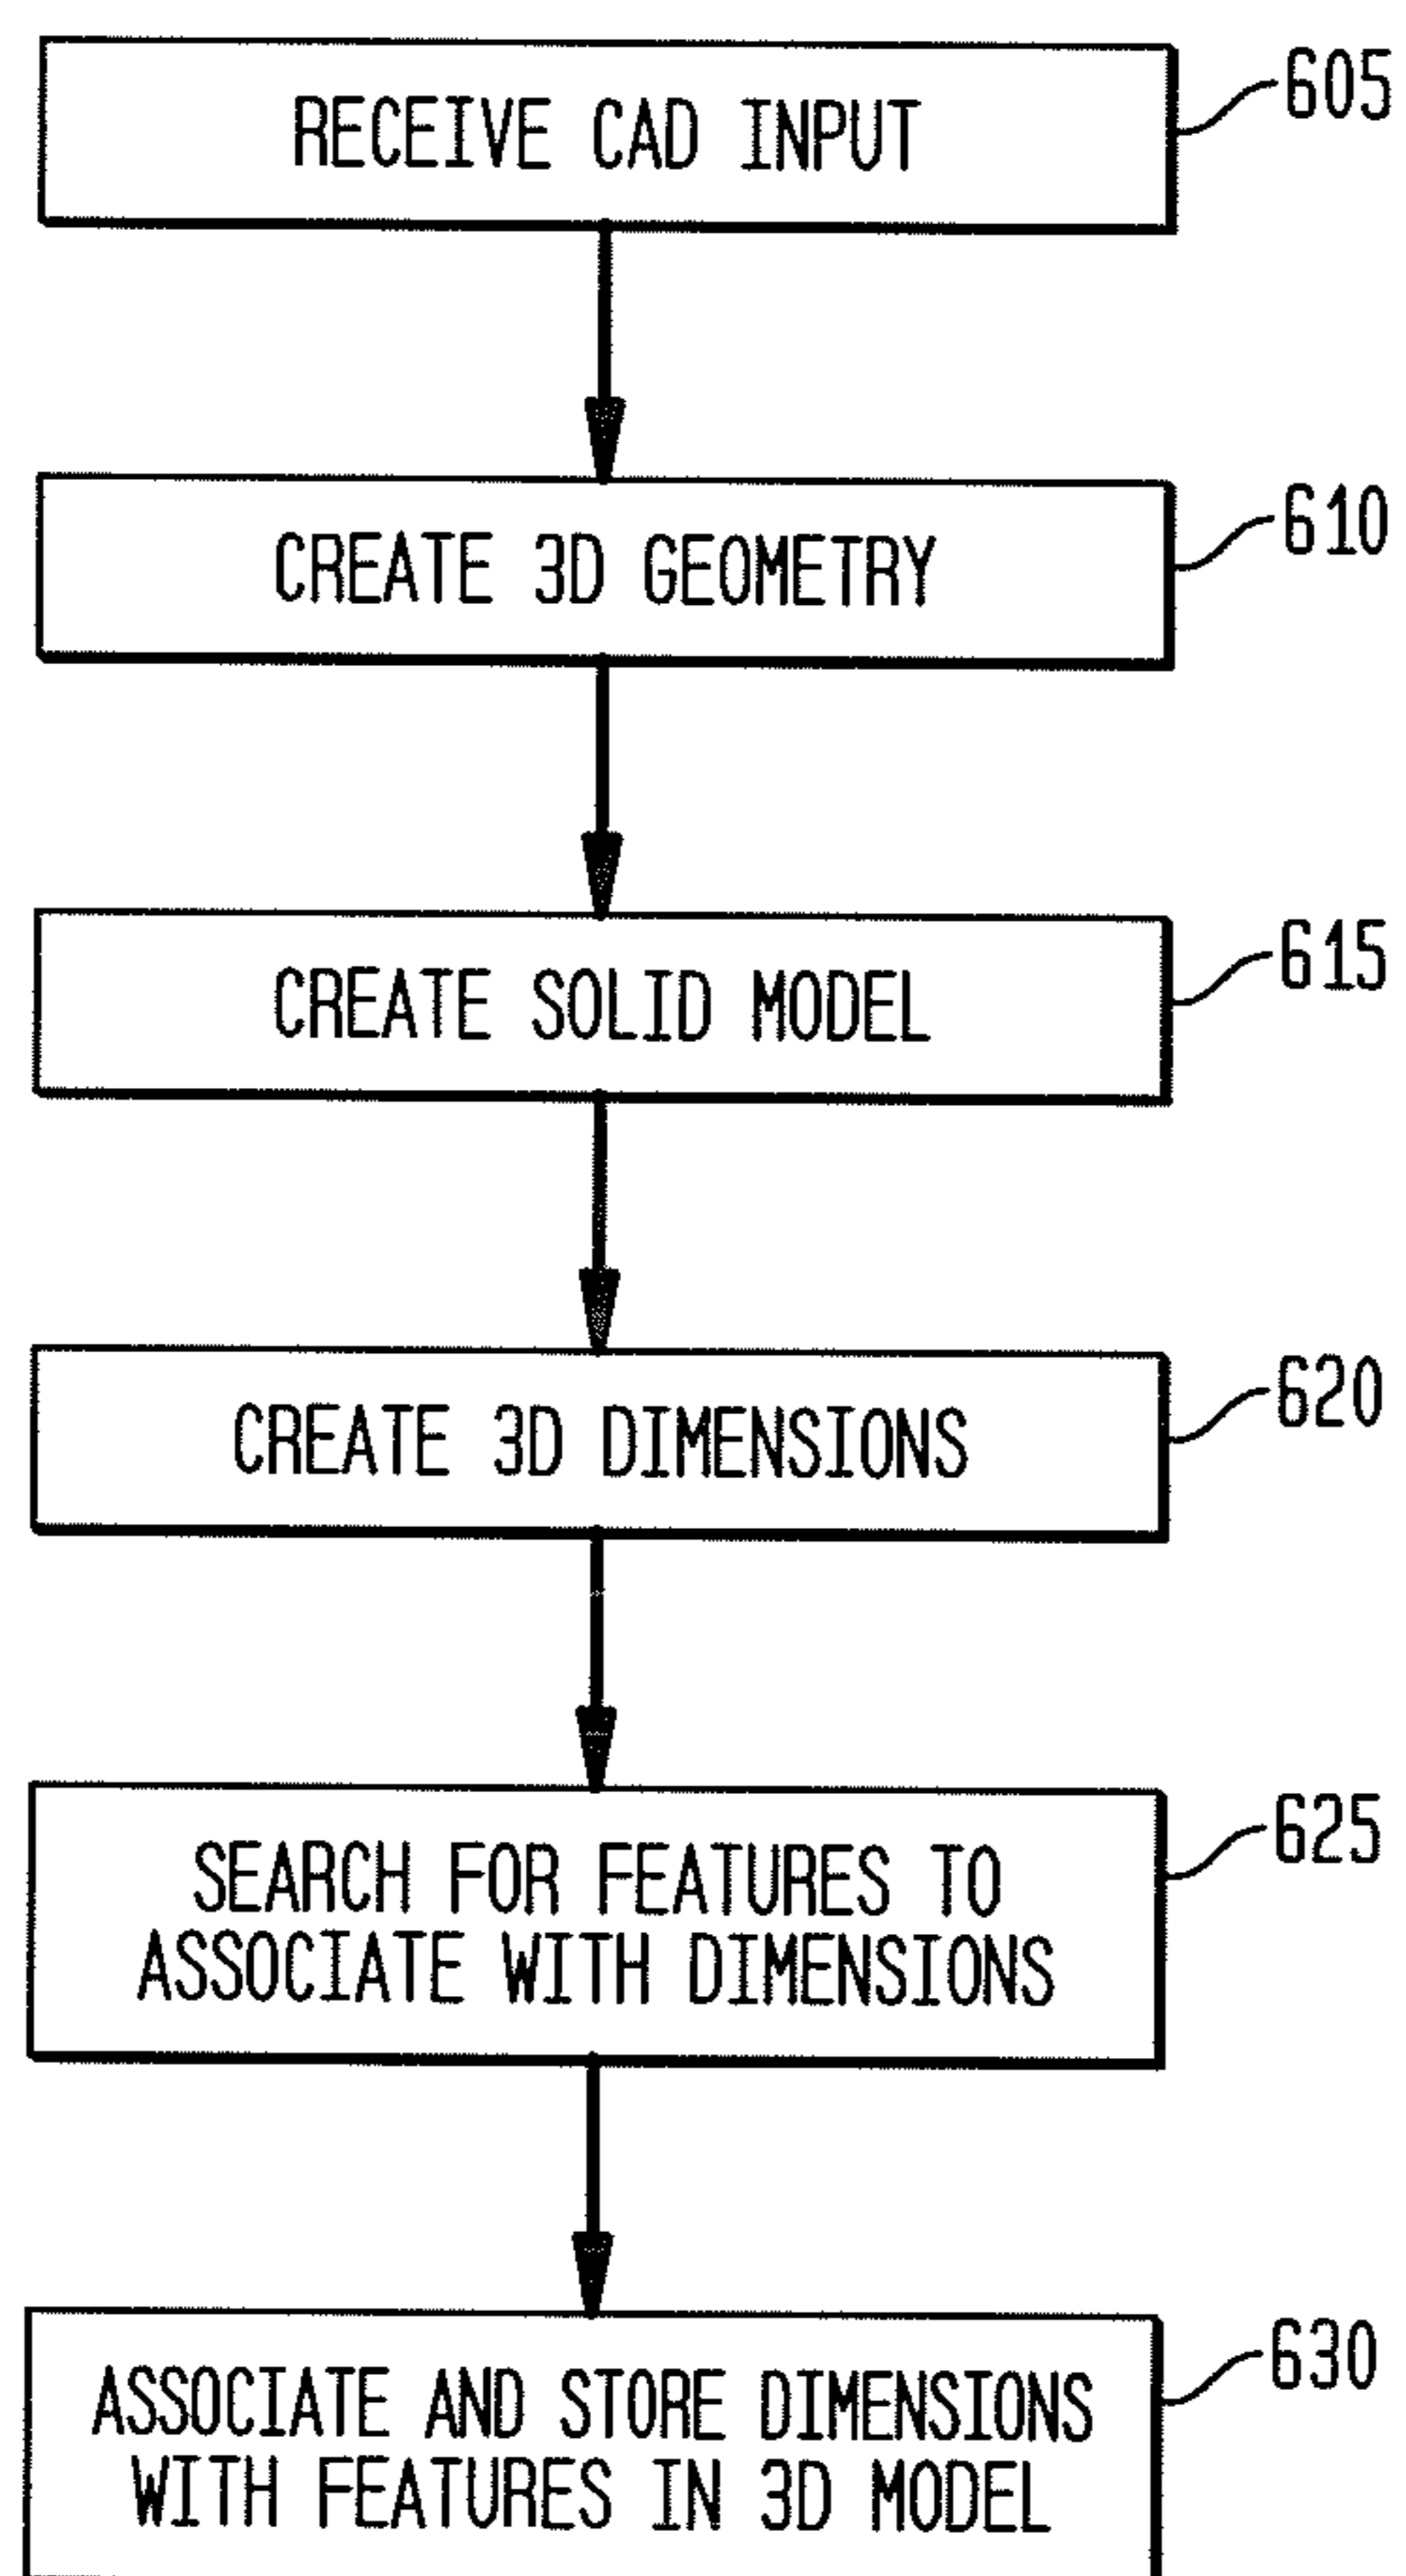 RECEIVE CAD INPUT
605
CREATE 3D GEOMETRY
610
CREATE SOLID MODEL
615
CREATE 3D DIMENSIONS
620
SEARCH FOR FEATURES TO
ASSOCIATE WITH DIMENSIONS
625
ASSOCIATE AND STORE DIMENSIONS
WITH FEATURES IN 3D MODEL
630